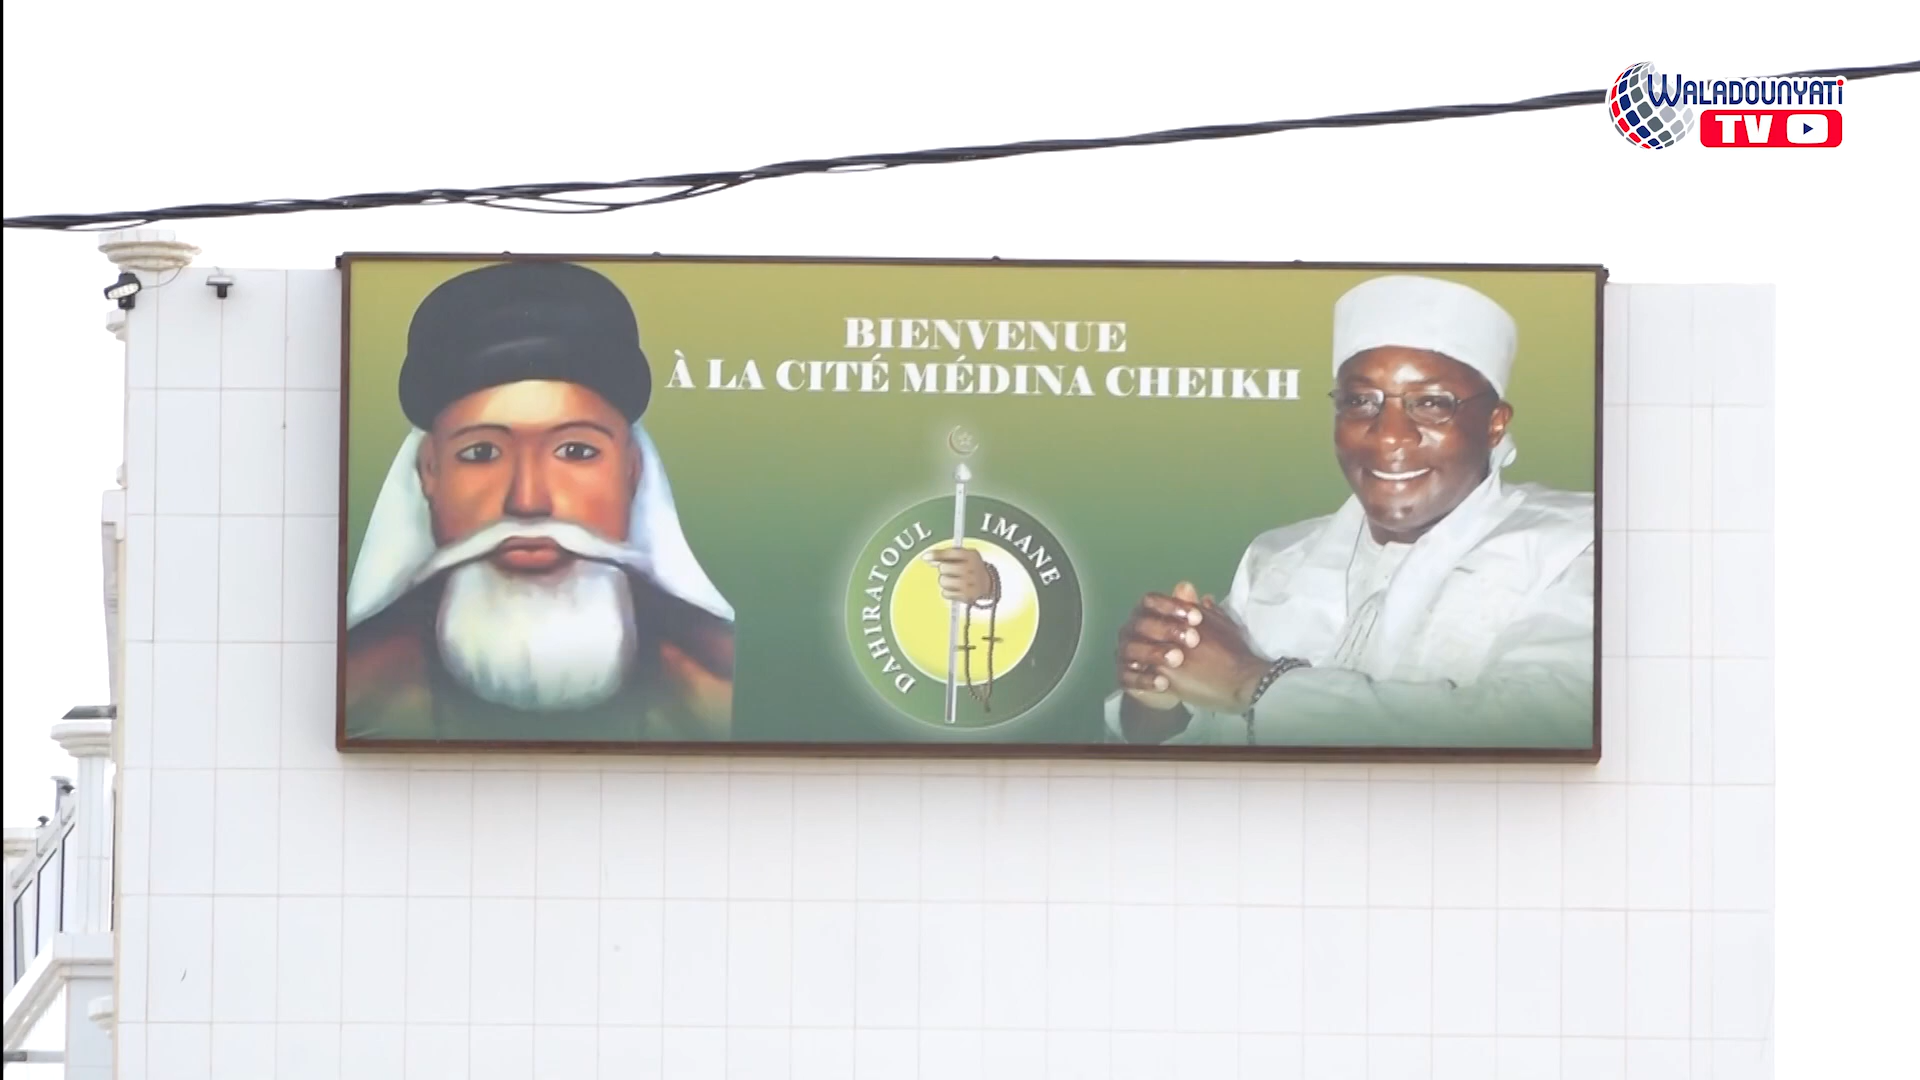 WALADOUNYATI
TV
BIENVENUE
À LA CITÉ MÉDINA CHEIKH
DAHIRATOUL IMANE